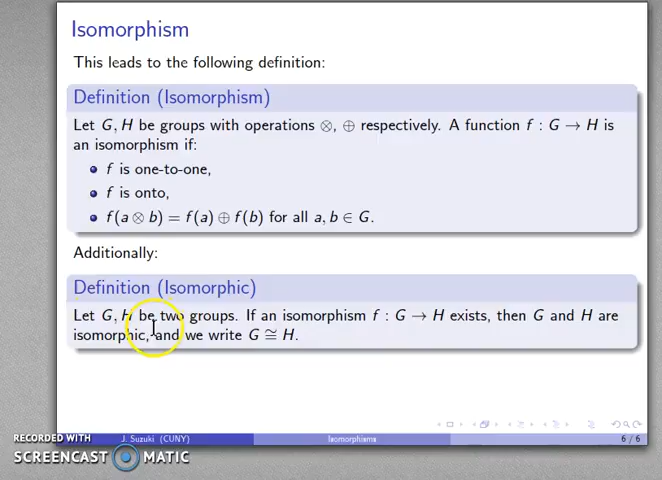 Isomorphism
This leads to the following definition:
Definition (Isomorphism)
Let G, H be groups with operations ⊗, ⊕ respectively. A function f : G → H is
an isomorphism if:
f is one-to-one,
f is onto,
f(a ⊗ b) = f(a) ⊕ f(b) for all a, b ∈ G.
Additionally:
Definition (Isomorphic)
Let G, H be two groups. If an isomorphism f : G → H exists, then G and H are
isomorphic, and we write G ≅ H.
RECORDED WITH
SCREENCAST MATIC
J. Suzuki (CUNY)
Isomorphisms
6 / 6